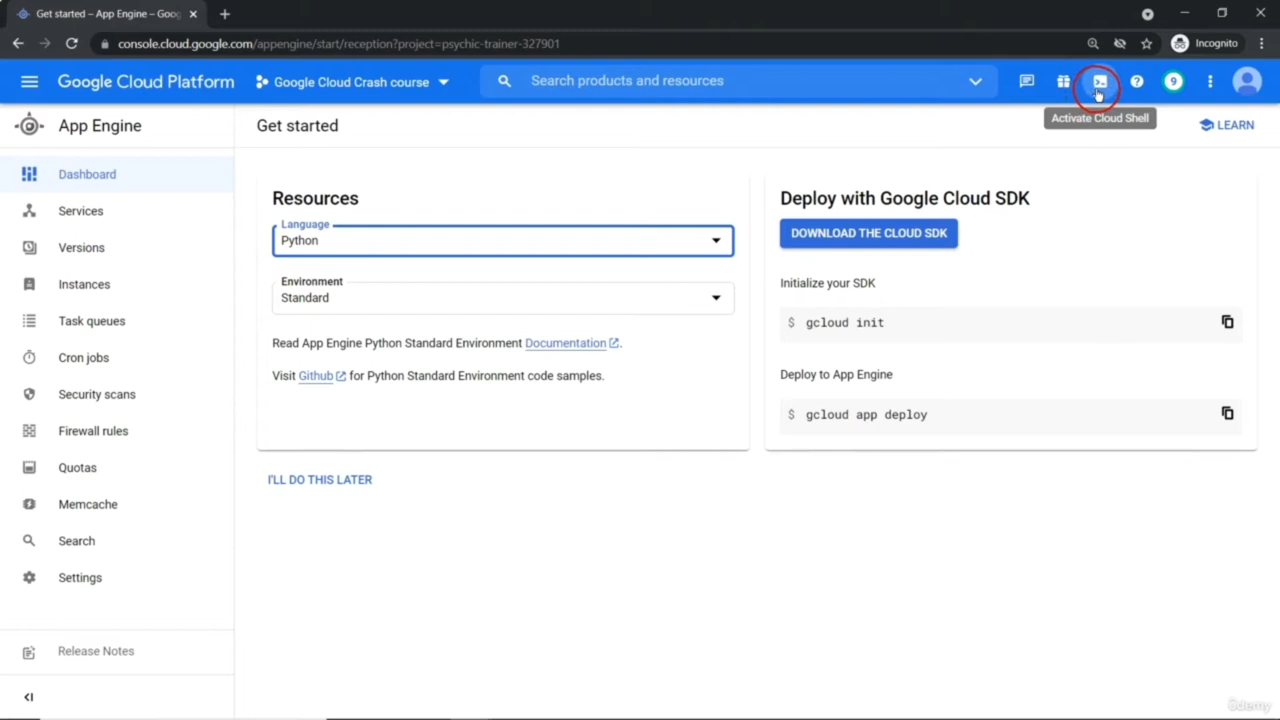 Get started – App Engine – Goog
console.cloud.google.com/appengine/start/reception?project=psychic-trainer-327901
Incognito
Google Cloud Platform
Google Cloud Crash course
Search products and resources
9
Activate Cloud Shell
App Engine
Get started
LEARN
Dashboard
Services
Versions
Instances
Task queues
Cron jobs
Security scans
Firewall rules
Quotas
Memcache
Search
Settings
Release Notes
Resources
Language
Python
Environment
Standard
Read App Engine Python Standard Environment Documentation.
Visit Github for Python Standard Environment code samples.
I'LL DO THIS LATER
Deploy with Google Cloud SDK
DOWNLOAD THE CLOUD SDK
Initialize your SDK
$ gcloud init
Deploy to App Engine
$ gcloud app deploy
ûdemy